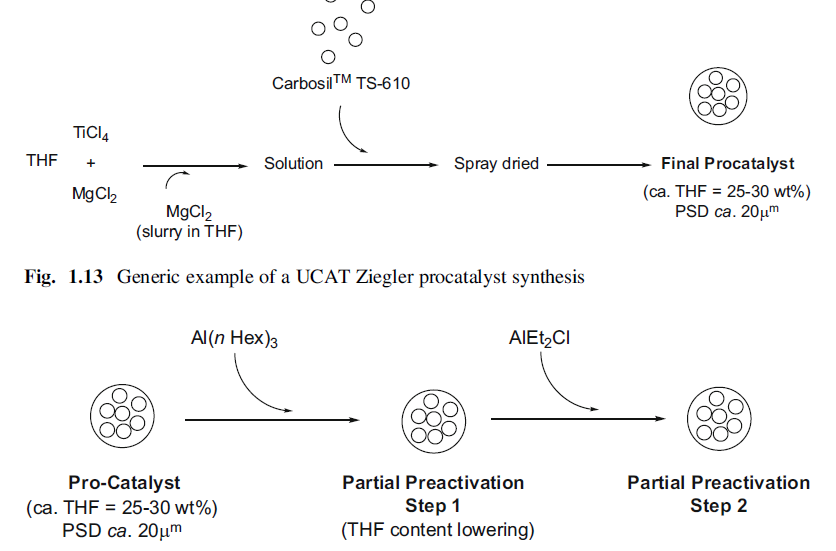 Carbosil™ TS-610
TiCl₄
THF + Solution Spray dried Final Procatalyst
MgCl₂
(ca. THF = 25-30 wt%)
MgCl₂
PSD ca. 20μᵐ
(slurry in THF)
Fig. 1.13 Generic example of a UCAT Ziegler procatalyst synthesis
Al(n Hex)₃
AlEt₂Cl
Pro-Catalyst
(ca. THF = 25-30 wt%)
PSD ca. 20μᵐ
Partial Preactivation
Step 1
(THF content lowering)
Partial Preactivation
Step 2